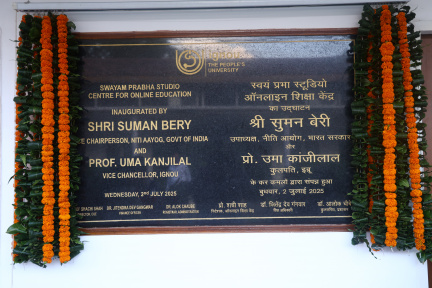 THE PEOPLE'S
UNIVERSITY
SWAYAM PRABHA STUDIO
CENTRE FOR ONLINE EDUCATION
INAUGURATED BY
SHRI SUMAN BERY
CHAIRPERSON, NITI AAYOG, GOVT OF INDIA
AND
PROF. UMA KANJILAL
VICE CHANCELLOR, IGNOU
WEDNESDAY, 2ND JULY 2025
स्वयं प्रभा स्टूडियो
ऑनलाइन शिक्षा केंद्र
का उद्घाटन
श्री सुमन बेरी
उपाध्यक्ष, नीति आयोग, भारत सरकार
और
प्रो. उमा कांजीलाल
कुलपति, इग्नू
के कर कमलों द्वारा संपन्न हुआ
बुधवार, 2 जुलाई 2025